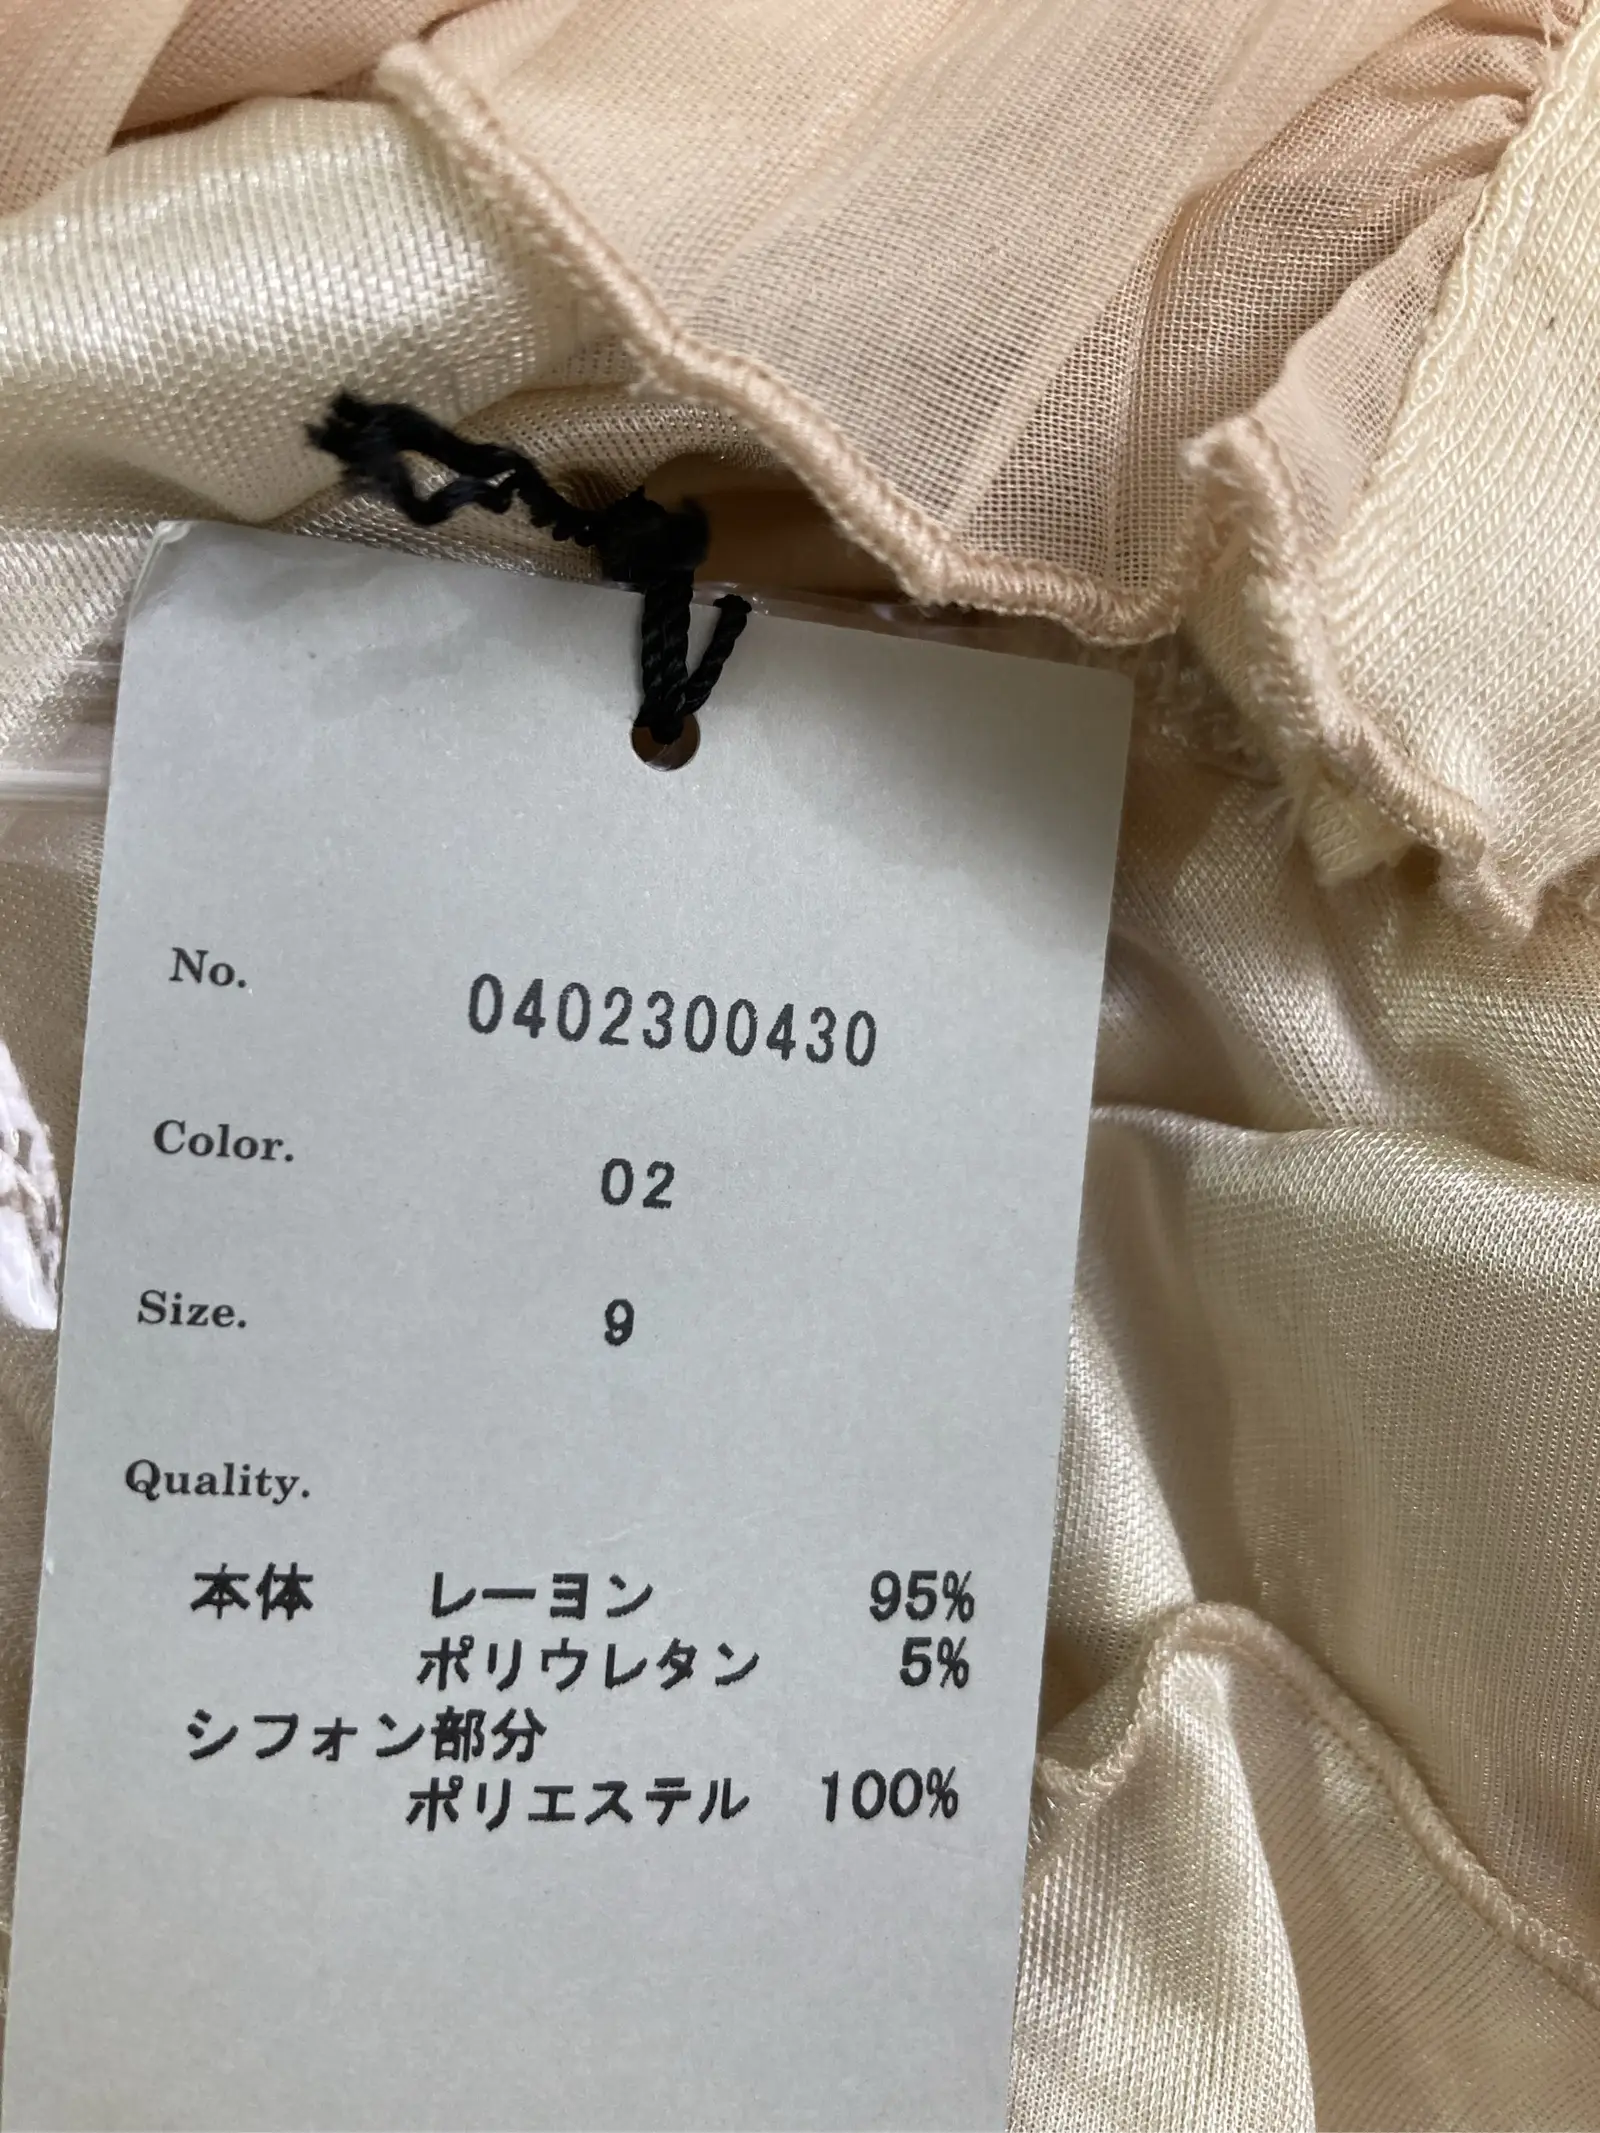 No. 0402300430
Color. 02
Size. 9
Quality.
本体 レーヨン 95%
ポリウレタン 5%
シフォン部分
ポリエステル 100%